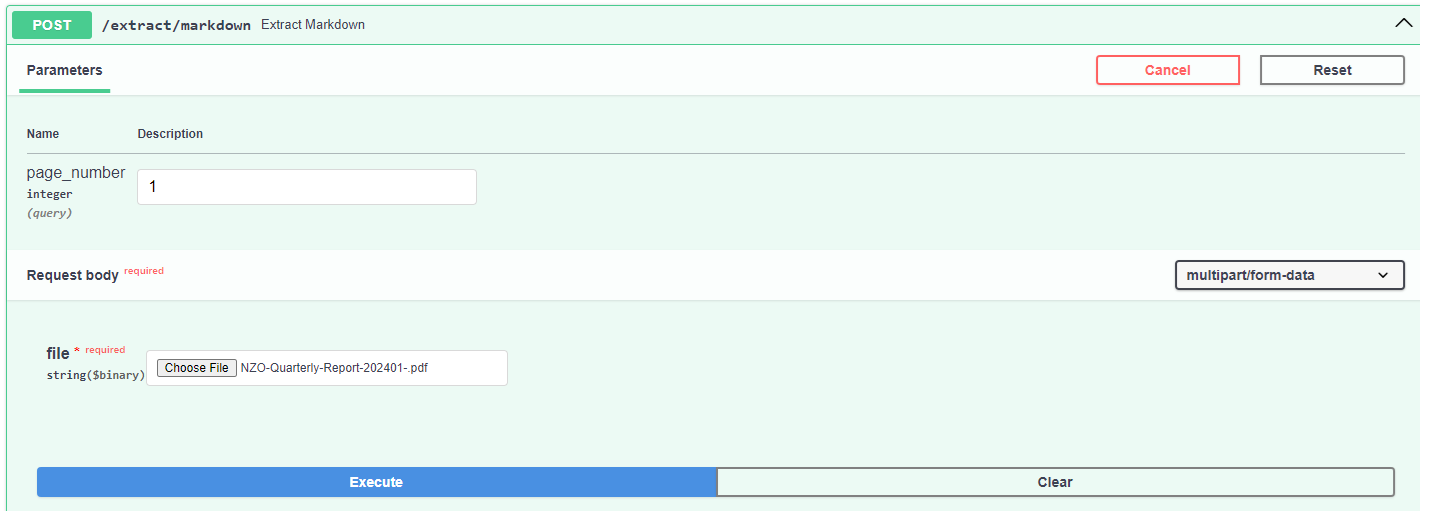 POST /extract/markdown Extract Markdown
Parameters Cancel Reset
Name Description
page_number 1
integer
(query)
Request body required multipart/form-data
file * required
string($binary) Choose File NZO-Quarterly-Report-202401-.pdf
Execute Clear